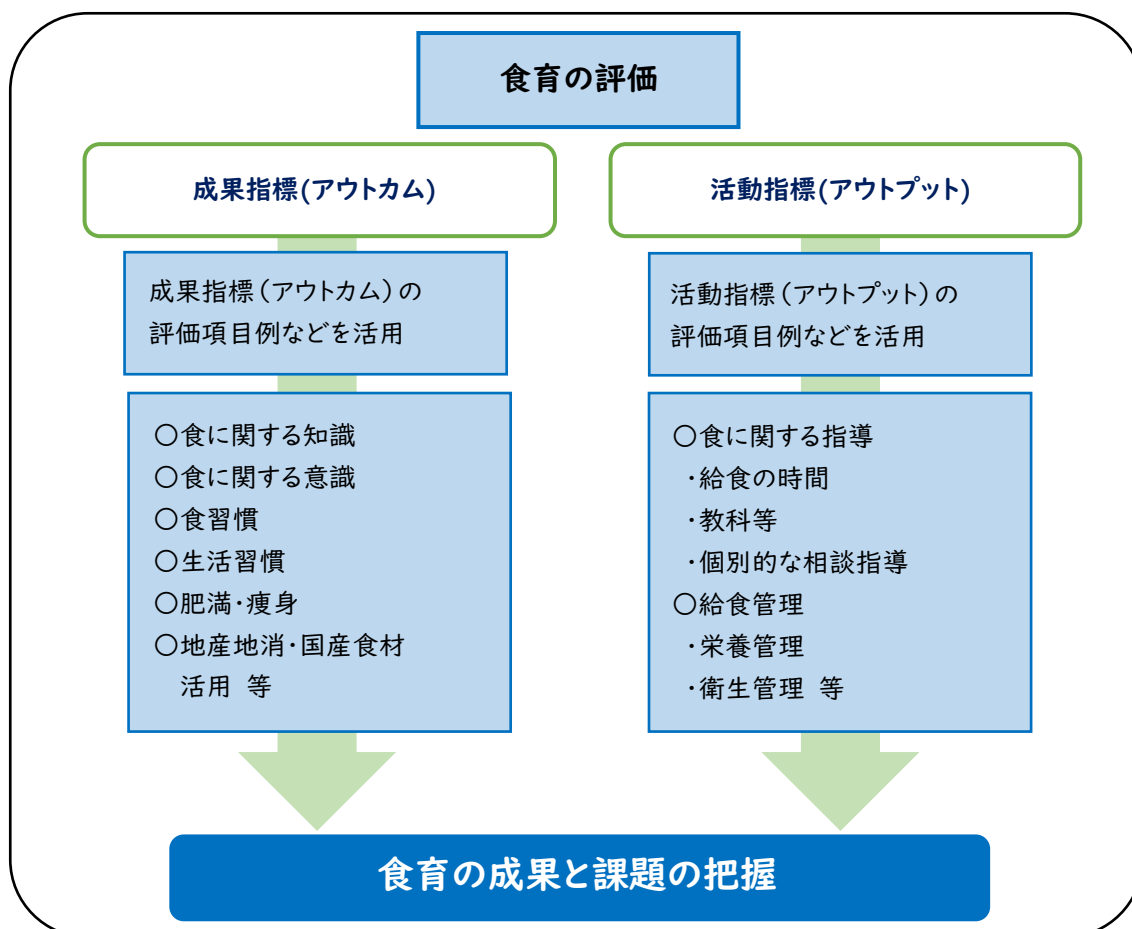 食育の評価
成果指標(アウトカム)
成果指標(アウトカム)の
評価項目例などを活用
〇食に関する知識
〇食に関する意識
〇食習慣
〇生活習慣
〇肥満・痩身
〇地産地消・国産食材
活用 等
活動指標(アウトプット)
活動指標(アウトプット)の
評価項目例などを活用
〇食に関する指導
・給食の時間
・教科等
・個別的な相談指導
〇給食管理
・栄養管理
・衛生管理 等
食育の成果と課題の把握